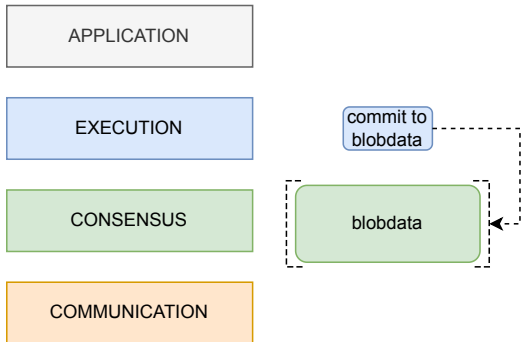 APPLICATION
EXECUTION
commit to
blobdata
CONSENSUS
blobdata
COMMUNICATION